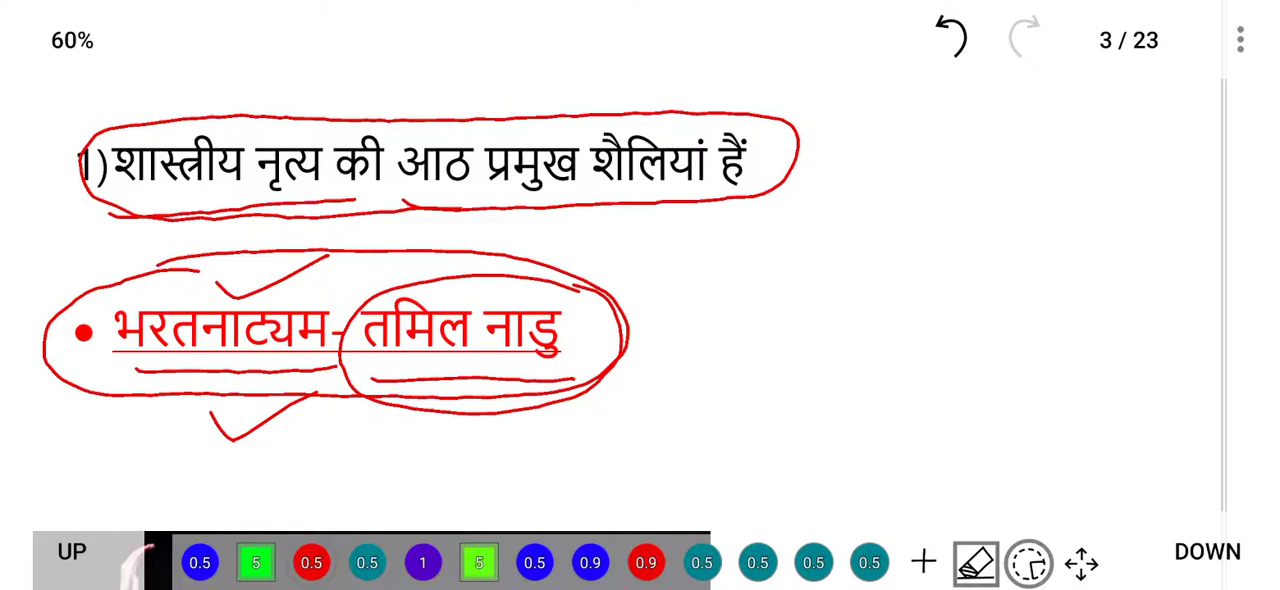 60%
3 / 23
1)शास्त्रीय नृत्य की आठ प्रमुख शैलियां हैं
• भरतनाट्यम- तमिल नाडु
UP
0.5 5 0.5 0.5 1 5 0.5 0.9 0.9 0.5 0.5 0.5 0.5
DOWN